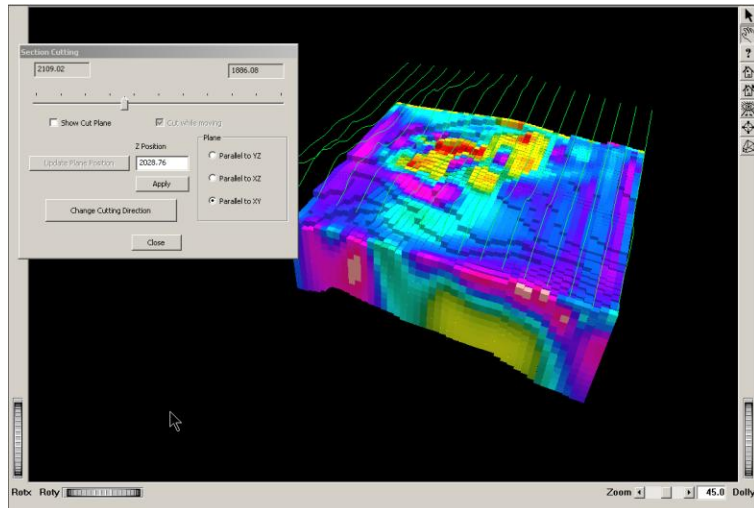 Section Cutting
2109.02
1886.08
Show Cut Plane
Cut while moving
Z Position
Update Plane Position
2028.76
Apply
Change Cutting Direction
Plane
Parallel to YZ
Parallel to XZ
Parallel to XY
Close
?
Rotx Roty
Zoom
45.0
Dolly